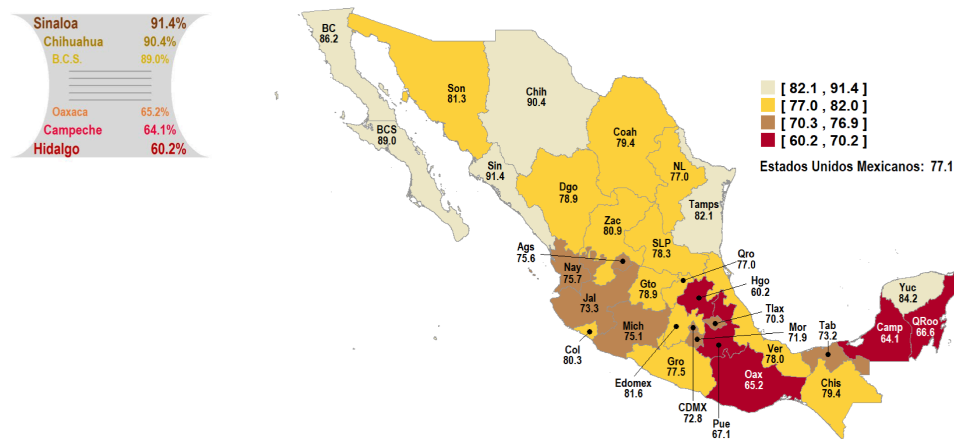 Sinaloa 91.4%
Chihuahua 90.4%
B.C.S. 89.0%
Oaxaca 65.2%
Campeche 64.1%
Hidalgo 60.2%
[ 82.1 , 91.4 ]
[ 77.0 , 82.0 ]
[ 70.3 , 76.9 ]
[ 60.2 , 70.2 ]
Estados Unidos Mexicanos: 77.1
BC
86.2
Son
81.3
Chih
90.4
BCS
89.0
Sin
91.4
Coah
79.4
NL
77.0
Dgo
78.9
Tamps
82.1
Zac
80.9
SLP
78.3
Ags
75.6
Nay
75.7
Gto
78.9
Qro
77.0
Hgo
60.2
Jal
73.3
Tlax
70.3
Mich
75.1
Mor
71.9
Tab
73.2
Yuc
84.2
Camp
64.1
QRoo
66.6
Col
80.3
Gro
77.5
Ver
78.0
Edomex
81.6
Oax
65.2
Chis
79.4
CDMX
72.8
Pue
67.1